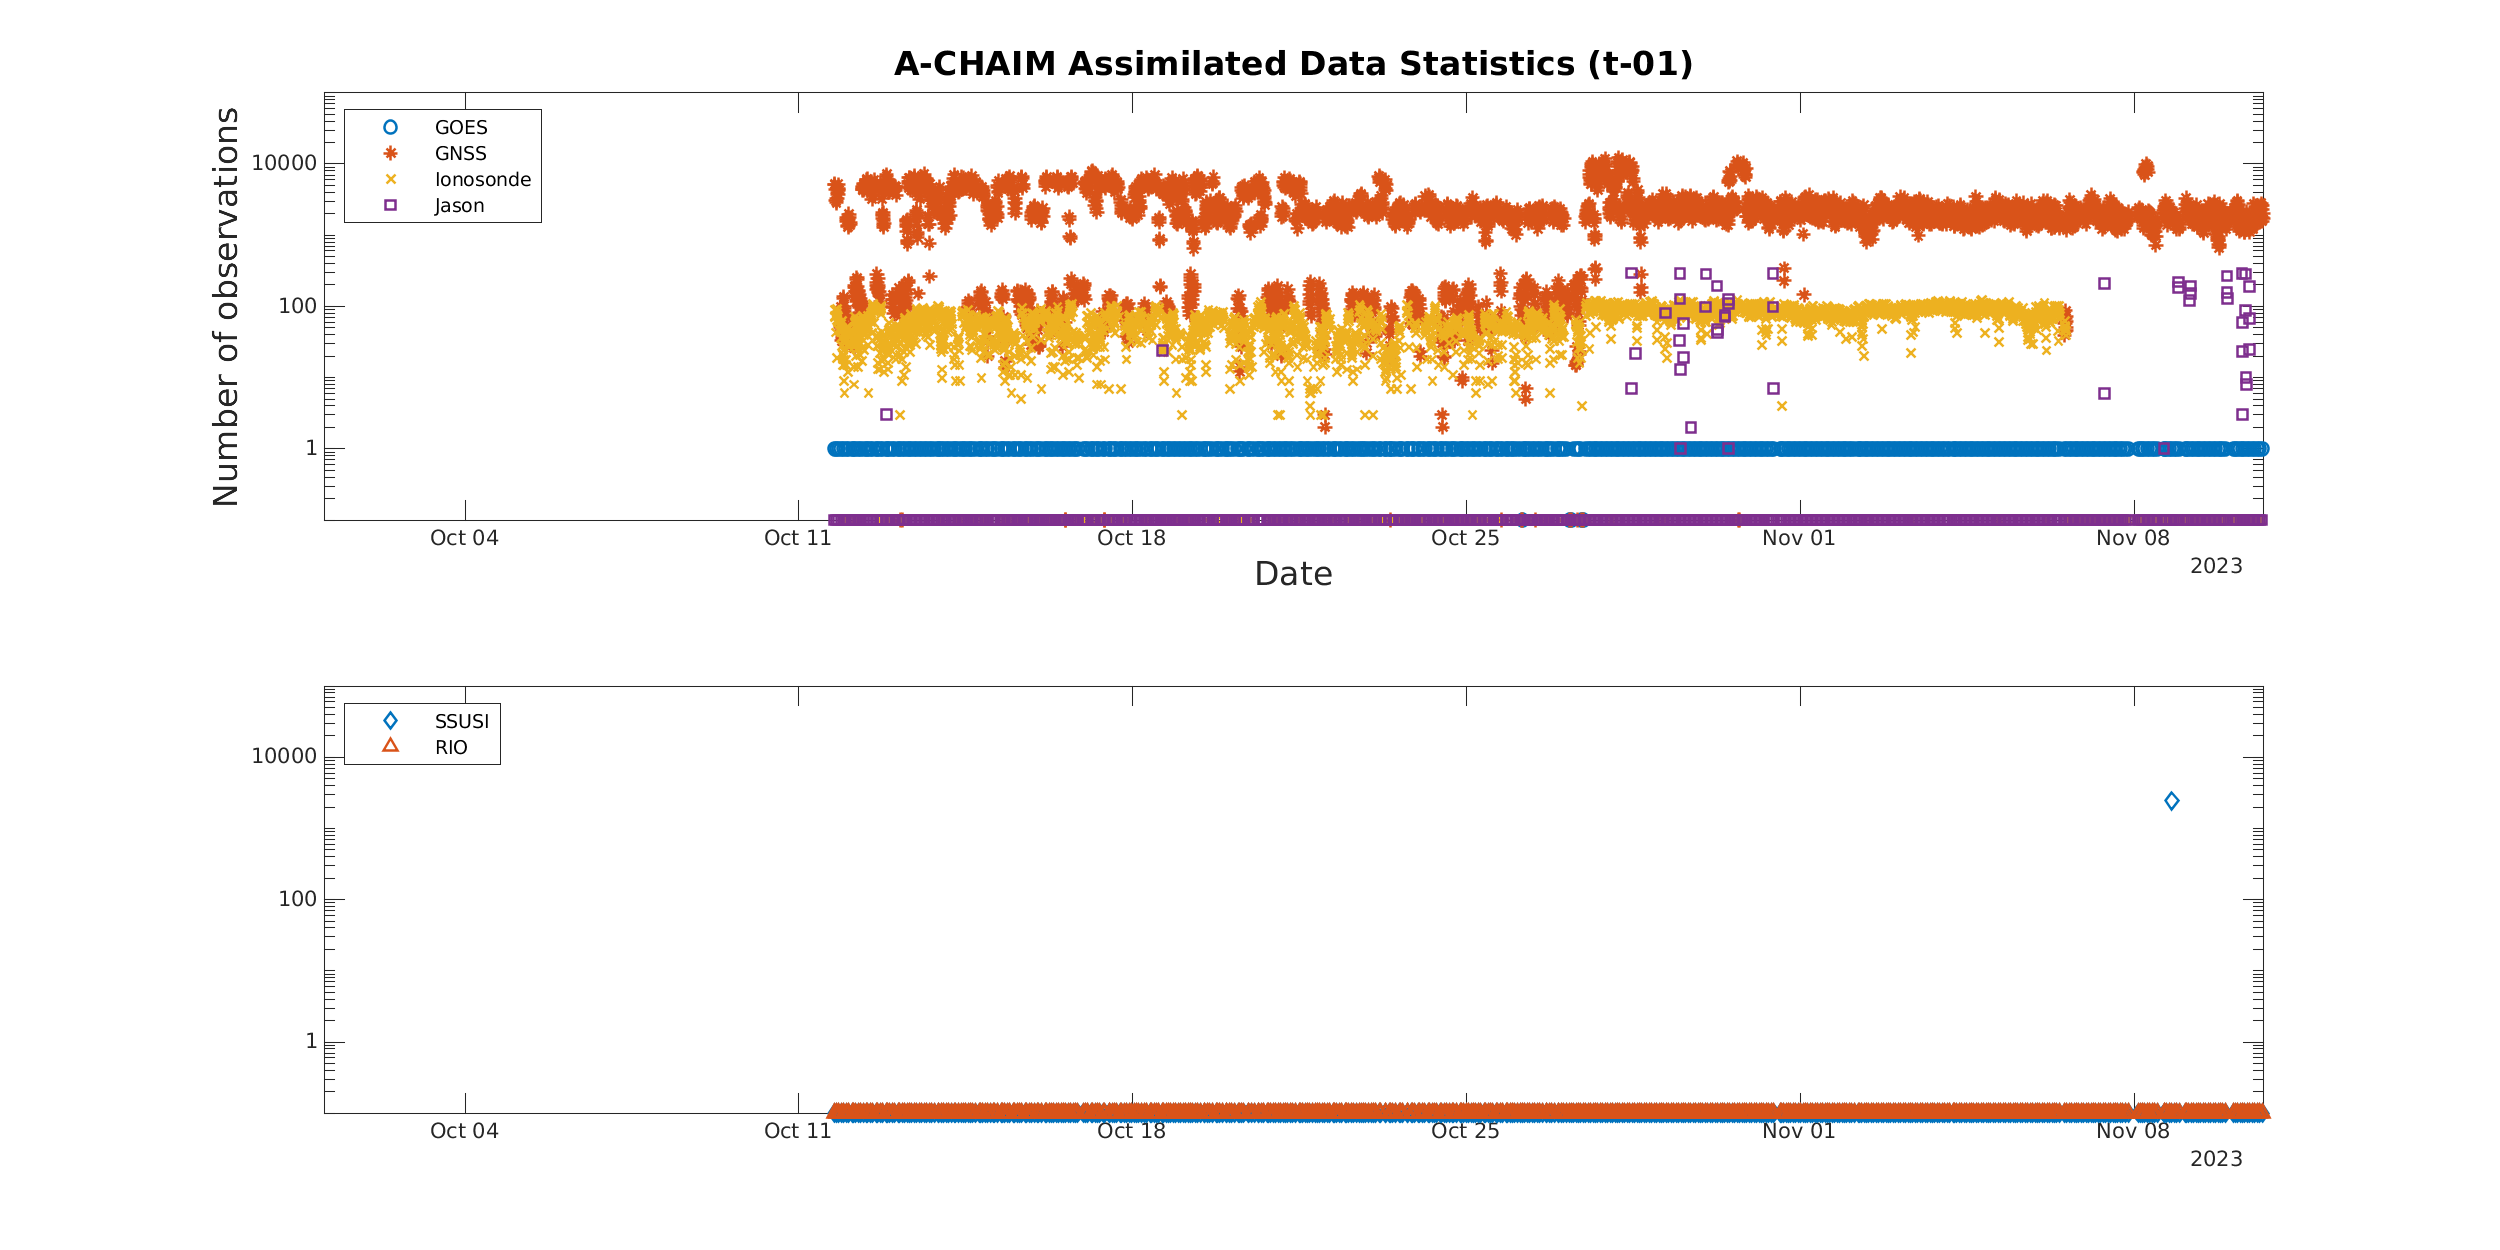 A-CHAIM Assimilated Data Statistics (t-01)
Number of observations
10000
100
1
GOES
GNSS
Ionosonde
Jason
Oct 04
Oct 11
Oct 18
Oct 25
Nov 01
Nov 08
2023
Date
10000
100
1
SSUSI
RIO
Oct 04
Oct 11
Oct 18
Oct 25
Nov 01
Nov 08
2023